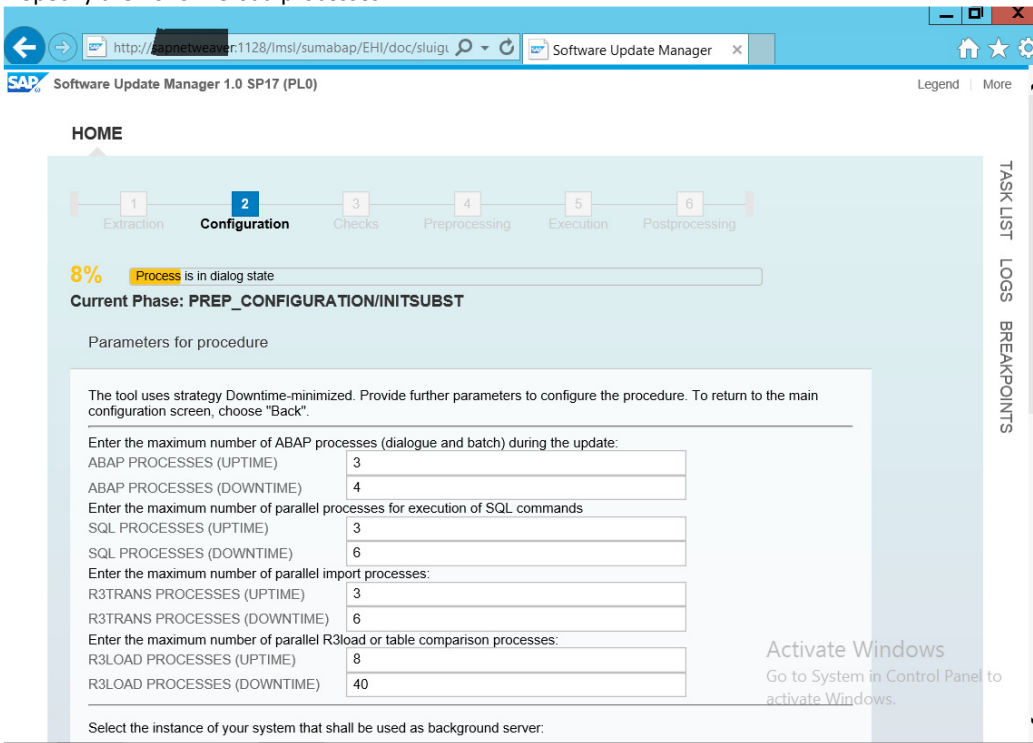 http://sapnetweaver:1128/lmsl/sumabap/EHI/doc/sluigu
Software Update Manager
SAP Software Update Manager 1.0 SP17 (PL0)
Legend | More
HOME
1 2 3 4 5 6
Extraction Configuration Checks Preprocessing Execution Postprocessing
8% Process is in dialog state
Current Phase: PREP_CONFIGURATION/INITSUBST
Parameters for procedure
The tool uses strategy Downtime-minimized. Provide further parameters to configure the procedure. To return to the main
configuration screen, choose "Back".
Enter the maximum number of ABAP processes (dialogue and batch) during the update:
ABAP PROCESSES (UPTIME) 3
ABAP PROCESSES (DOWNTIME) 4
Enter the maximum number of parallel processes for execution of SQL commands
SQL PROCESSES (UPTIME) 3
SQL PROCESSES (DOWNTIME) 6
Enter the maximum number of parallel import processes:
R3TRANS PROCESSES (UPTIME) 3
R3TRANS PROCESSES (DOWNTIME) 6
Enter the maximum number of parallel R3load or table comparison processes:
R3LOAD PROCESSES (UPTIME) 8
R3LOAD PROCESSES (DOWNTIME) 40
Select the instance of your system that shall be used as background server:
TASK LIST
LOGS
BREAKPOINTS
Activate Windows
Go to System in Control Panel to
activate Windows.